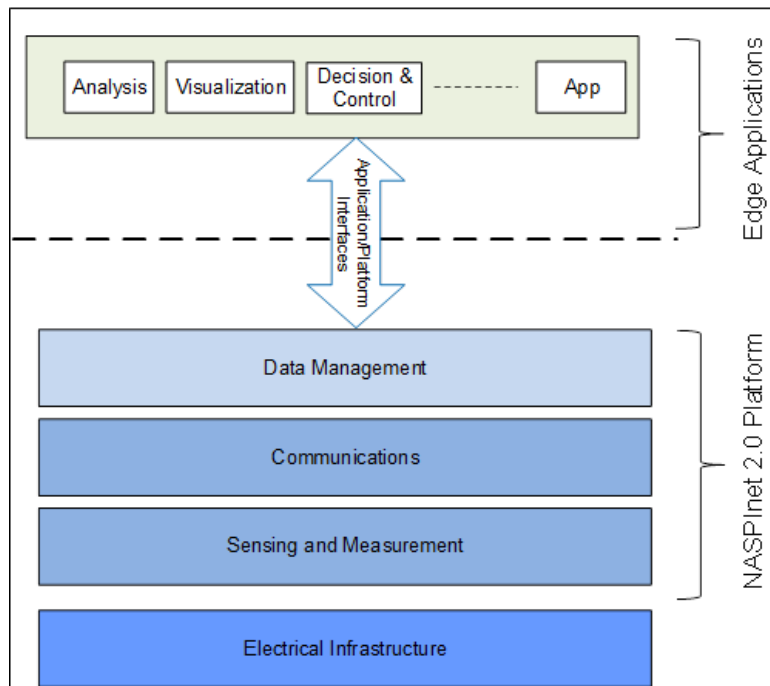 Analysis
Visualization
Decision &
Control
App
Edge Applications
Application/Platform
Interfaces
Data Management
Communications
Sensing and Measurement
NASPInet 2.0 Platform
Electrical Infrastructure